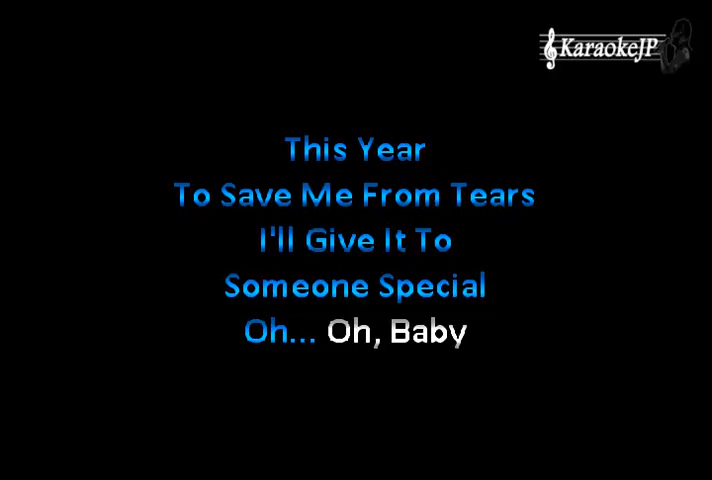 KaraokeJP
This Year
To Save Me From Tears
I'll Give It To
Someone Special
Oh... Oh, Baby